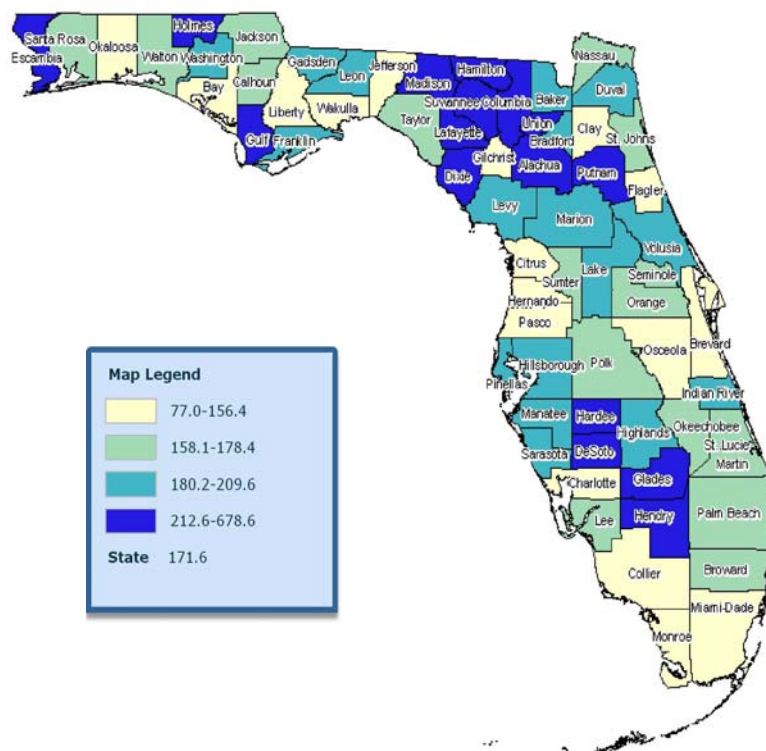 Holmes
Santa Rosa
Jackson
Okaloosa
Escambia
Walton
Washington
Nassau
Gadsden
Jefferson
Hamilton
Madison
Leon
Bay
Calhoun
Baker
Duval
Liberty
Wakulla
Suwannee
Columbia
Taylor
Union
Clay
Gulf
Franklin
Lafayette
Bradford
St. Johns
Gilchrist
Alachua
Putnam
Dixie
Flagler
Levy
Marion
Volusia
Citrus
Lake
Sumter
Seminole
Hernando
Orange
Pasco
Brevard
Osceola
Polk
Hillsborough
Pinellas
Indian River
Manatee
Hardee
Okeechobee
Highlands
St. Lucie
Sarasota
DeSoto
Martin
Charlotte
Glades
Lee
Hendry
Palm Beach
Collier
Broward
Miami-Dade
Monroe
Map Legend
77.0-156.4
158.1-178.4
180.2-209.6
212.6-678.6
State 171.6